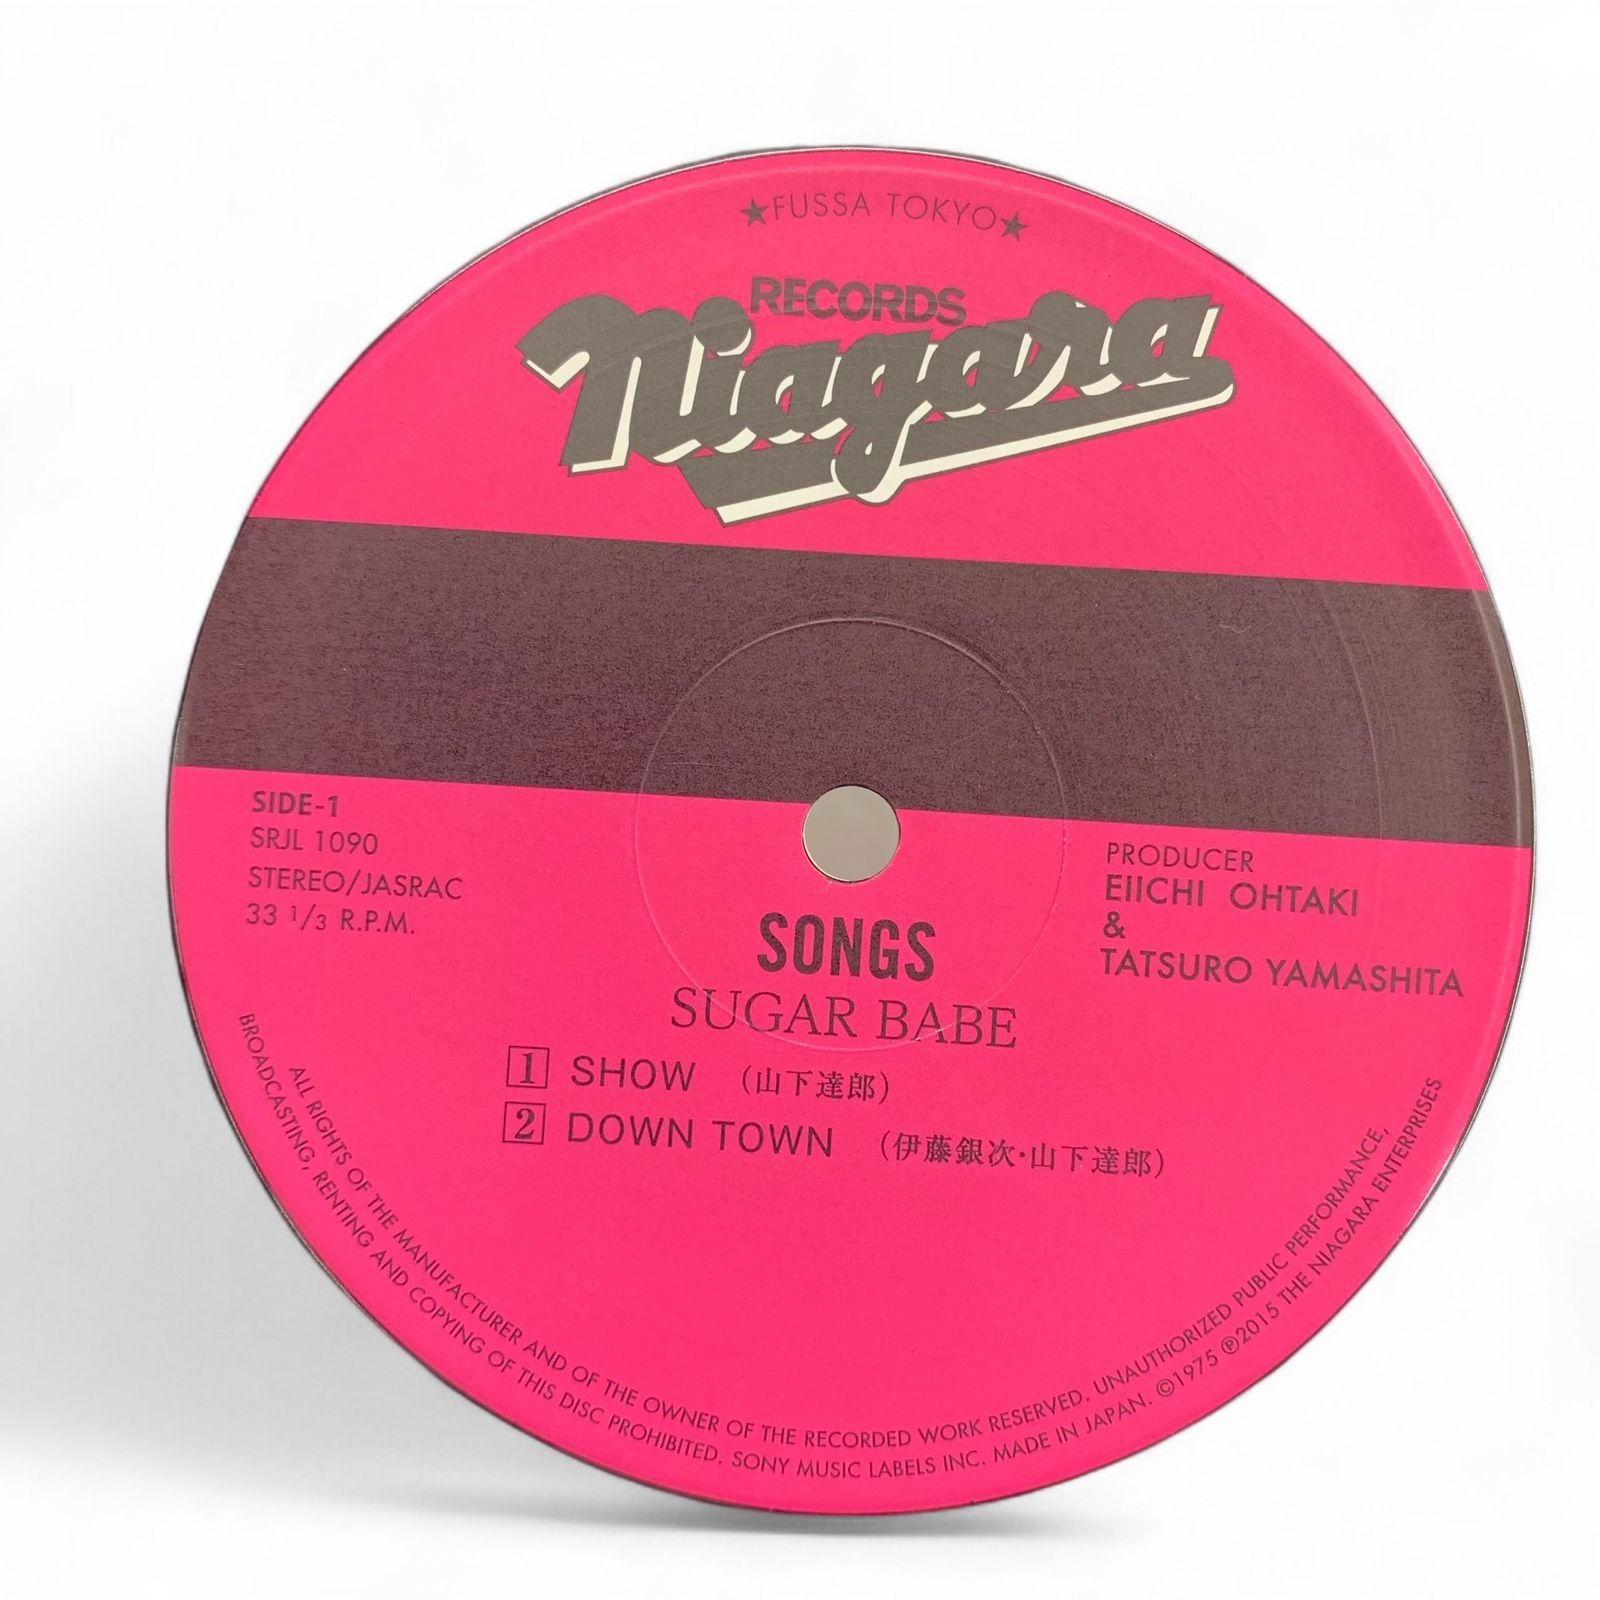 ★FUSSA TOKYO★
RECORDS
Niagara
SIDE-1
SRJL 1090
STEREO/JASRAC
33 1/3 R.P.M.
PRODUCER
EIICHI OHTAKI
&
TATSURO YAMASHITA
SONGS
SUGAR BABE
1 SHOW (山下達郎)
2 DOWN TOWN (伊藤銀次・山下達郎)
ALL RIGHTS OF THE MANUFACTURER AND OF THE OWNER OF THE RECORDED WORK RESERVED. UNAUTHORIZED PUBLIC PERFORMANCE,
BROADCASTING, RENTING AND COPYING OF THIS DISC PROHIBITED. SONY MUSIC LABELS INC. MADE IN JAPAN. ©1975 ℗2015 THE NIAGARA ENTERPRISES